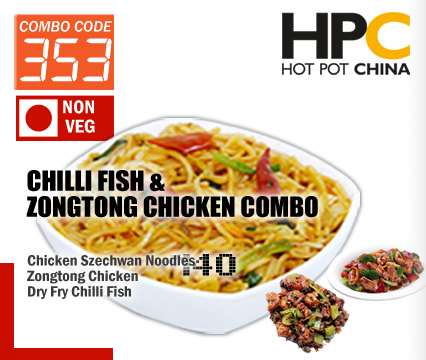 COMBO CODE
353
HPC
HOT POT CHINA
NON
VEG
CHILLI FISH &
ZONGTONG CHICKEN COMBO
Chicken Szechwan Noodles
Zongtong Chicken
Dry Fry Chilli Fish